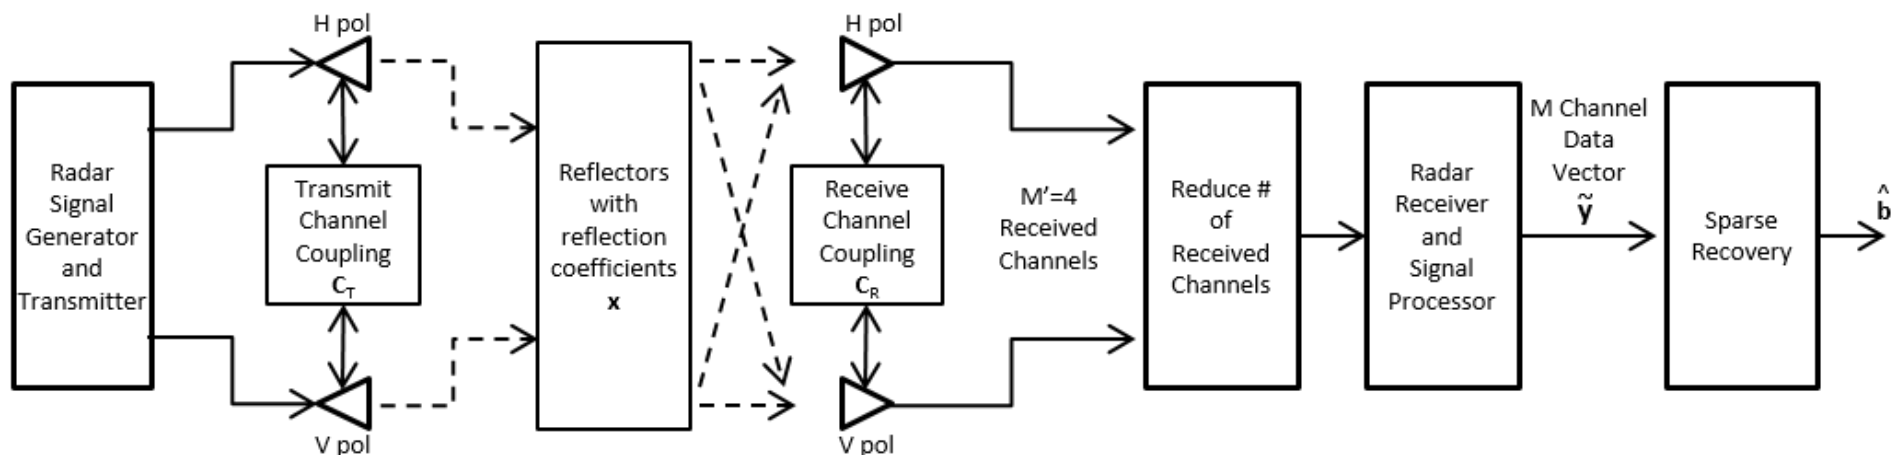 H pol
H pol
Radar
Signal
Generator
and
Transmitter
Transmit
Channel
Coupling
C_T
Reflectors
with
reflection
coefficients
x
Receive
Channel
Coupling
C_R
M'=4
Received
Channels
Reduce #
of
Received
Channels
Radar
Receiver
and
Signal
Processor
M Channel
Data
Vector
ỹ
Sparse
Recovery
b̂
V pol
V pol